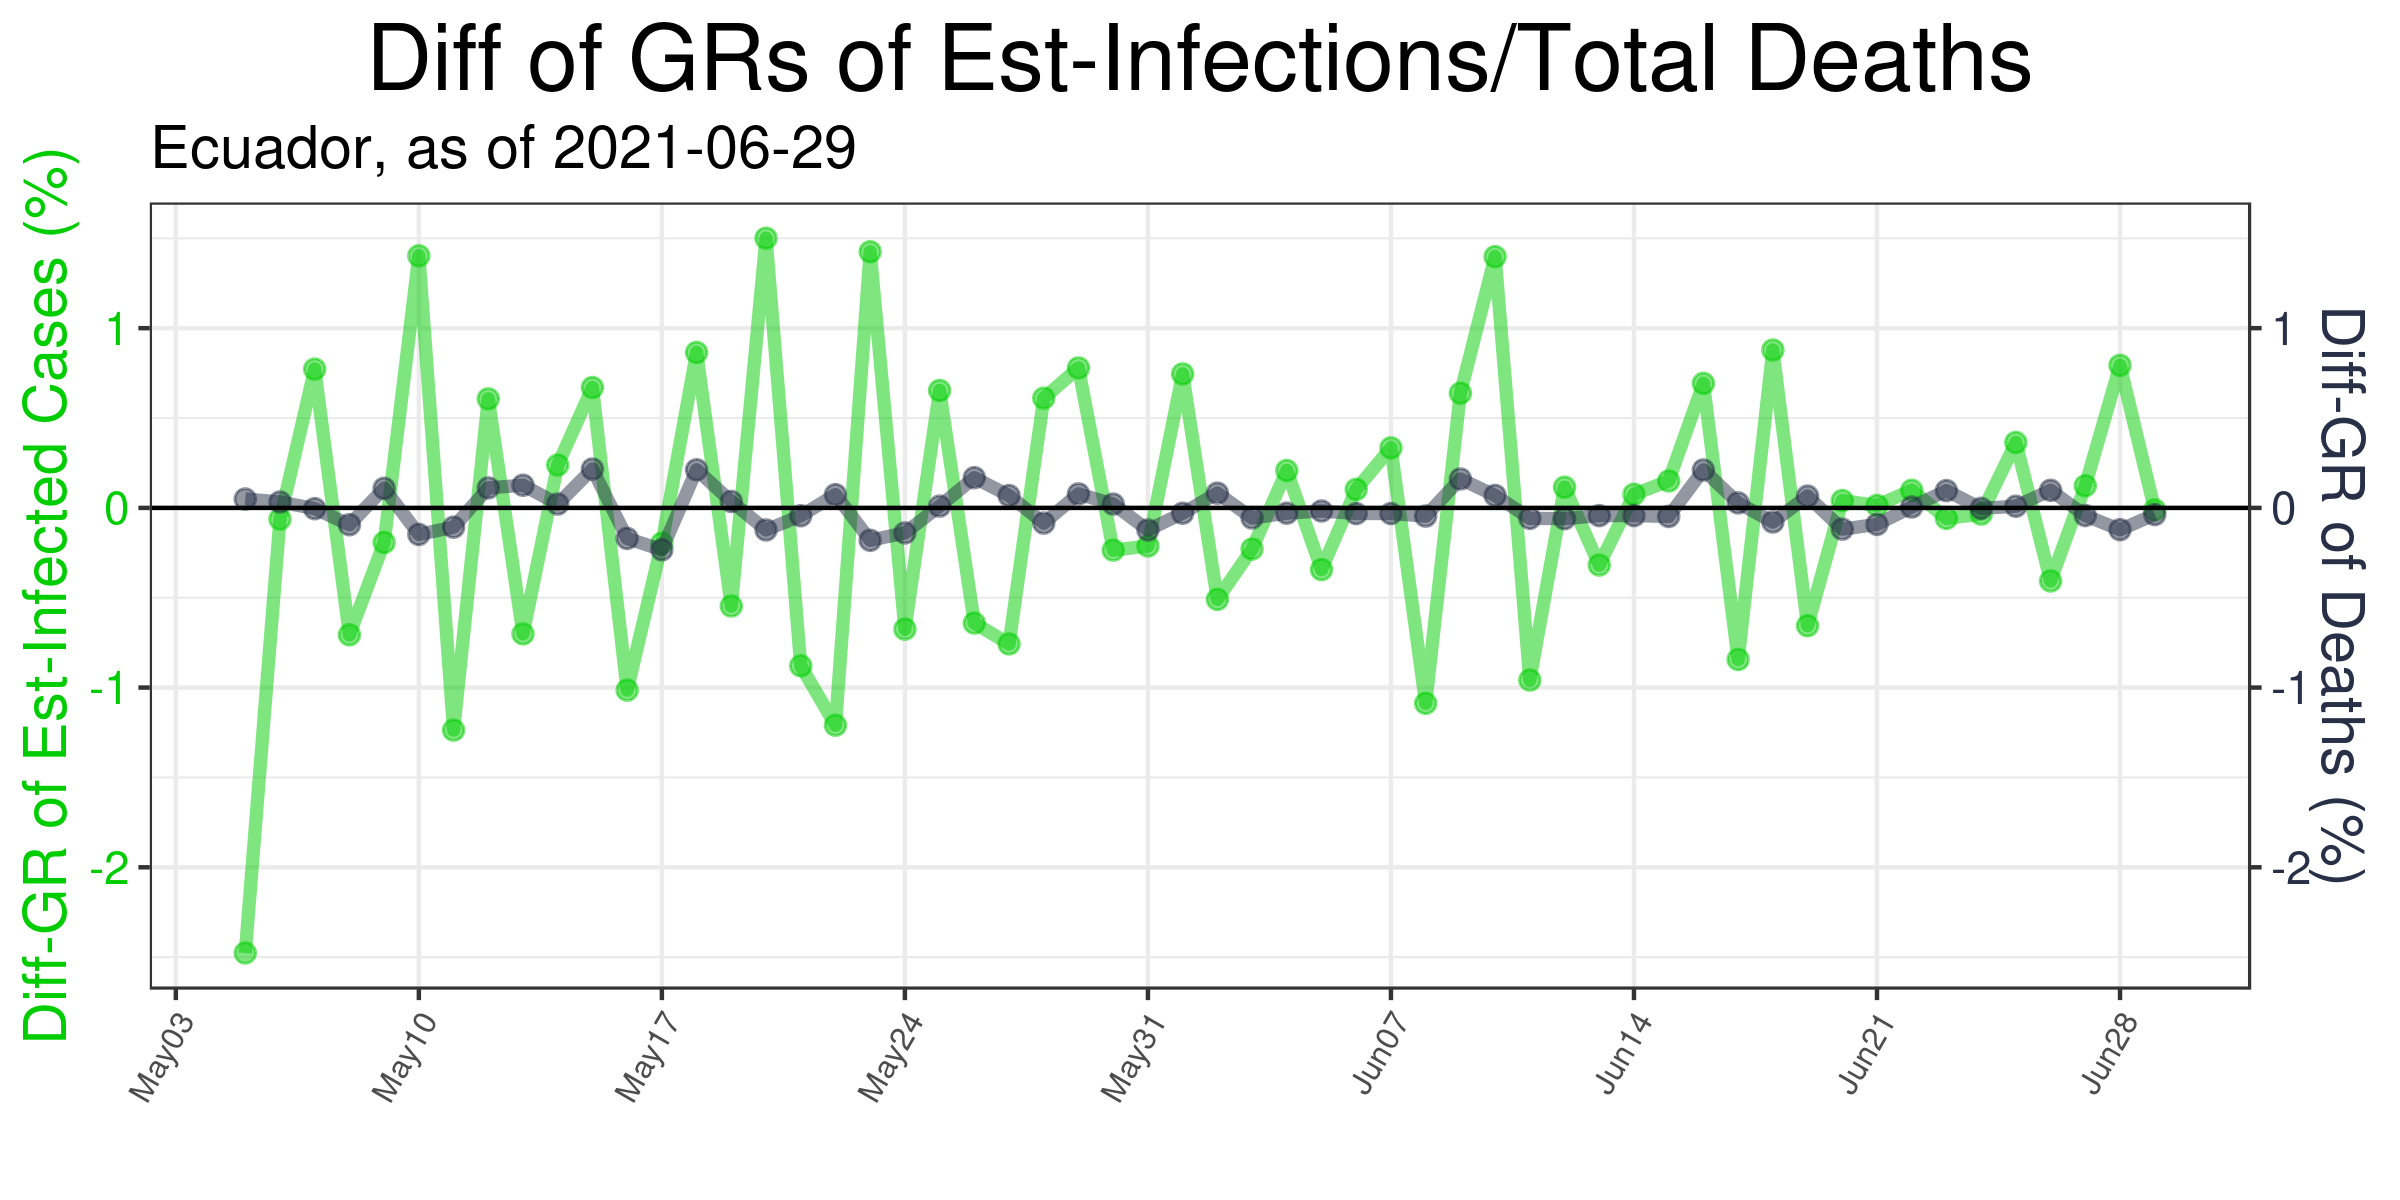 Diff of GRs of Est-Infections/Total Deaths
Ecuador, as of 2021-06-29
Diff-GR of Est-Infected Cases (%)
1
0
-1
-2
1
0
-1
-2
Diff-GR of Deaths (%)
May03
May10
May17
May24
May31
Jun07
Jun14
Jun21
Jun28